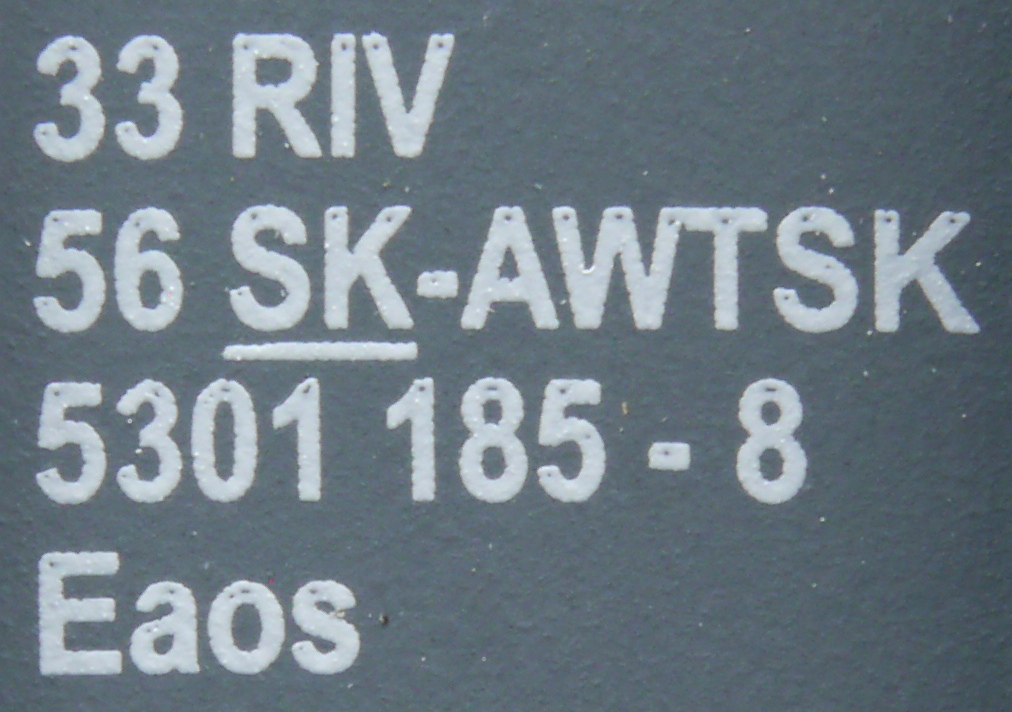 33 RIV
56 SK-AWTSK
5301 185 - 8
Eaos